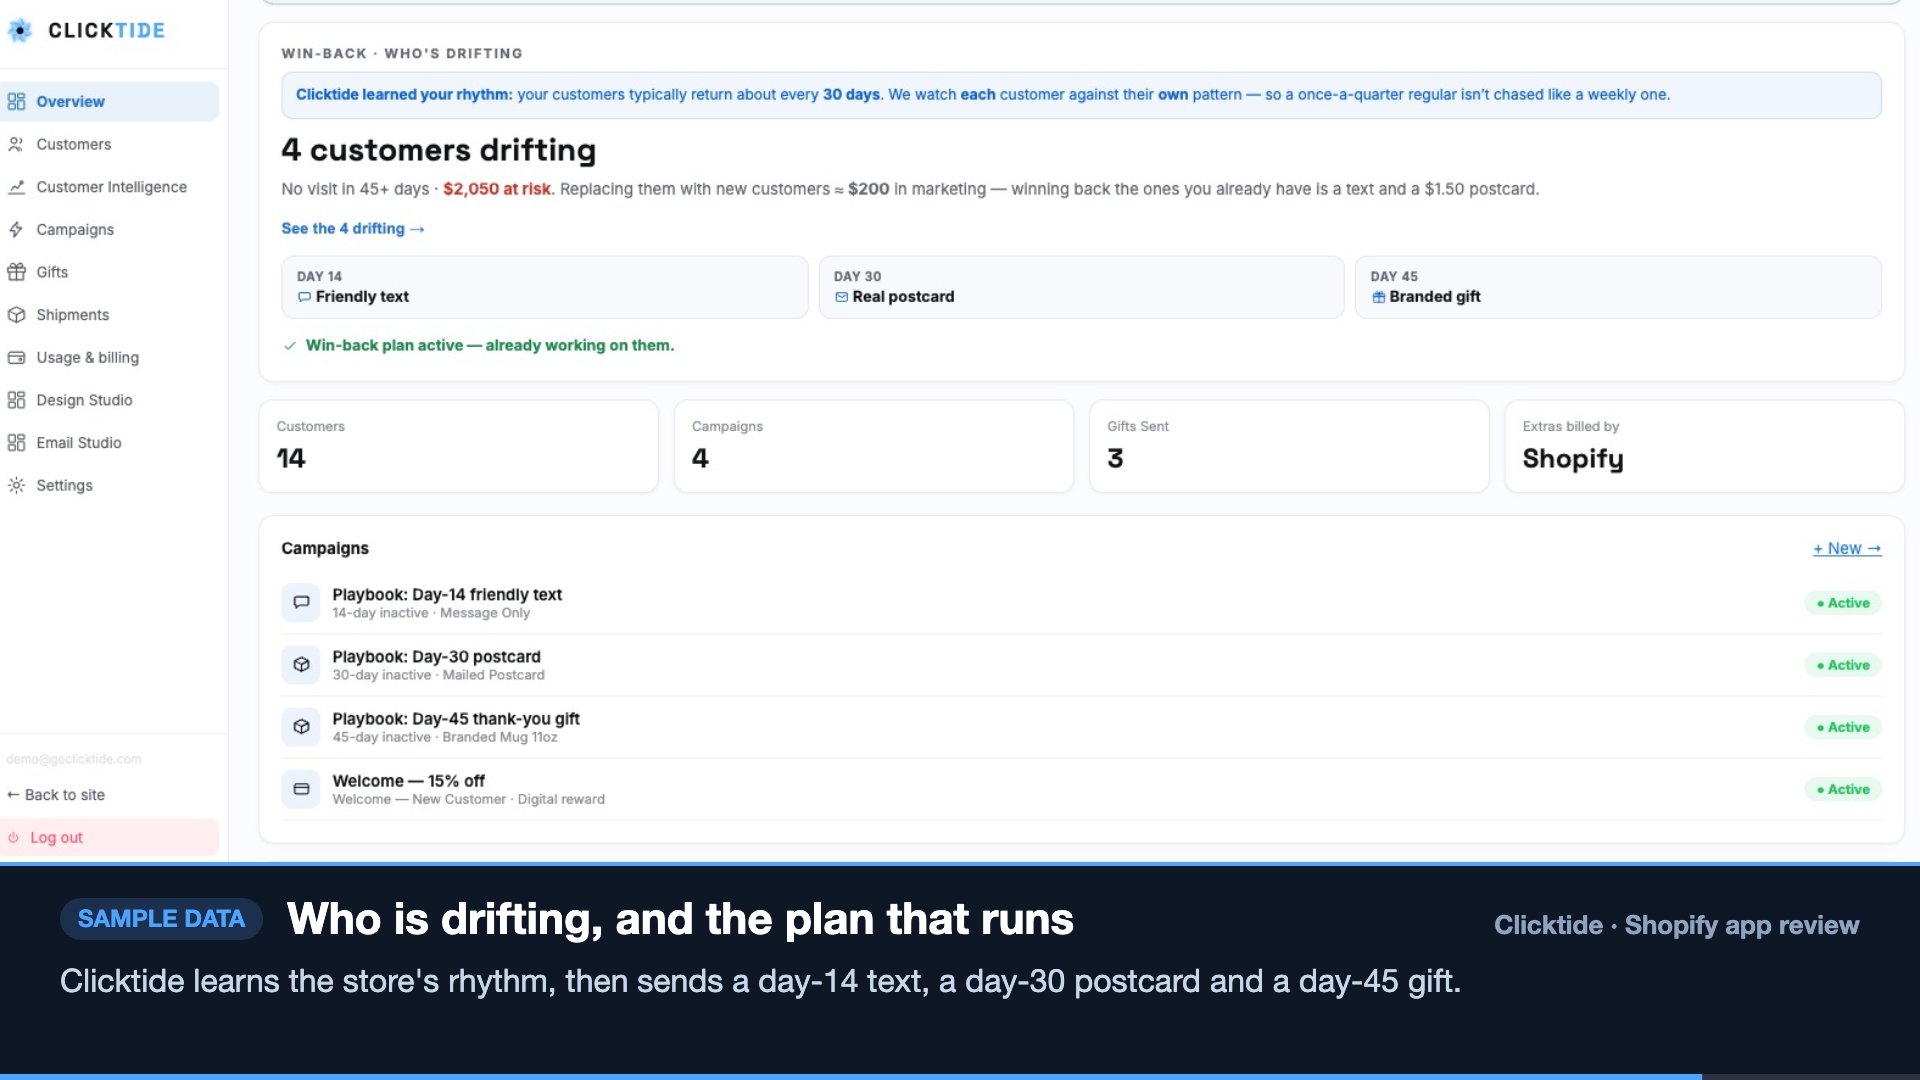 CLICKTIDE
Overview
Customers
Customer Intelligence
Campaigns
Gifts
Shipments
Usage & billing
Design Studio
Email Studio
Settings
demo@goclicktide.com
← Back to site
Log out
WIN-BACK · WHO'S DRIFTING
Clicktide learned your rhythm: your customers typically return about every 30 days. We watch each customer against their own pattern — so a once-a-quarter regular isn't chased like a weekly one.
4 customers drifting
No visit in 45+ days · $2,050 at risk. Replacing them with new customers ≈ $200 in marketing — winning back the ones you already have is a text and a $1.50 postcard.
See the 4 drifting →
DAY 14
Friendly text
DAY 30
Real postcard
DAY 45
Branded gift
✓ Win-back plan active — already working on them.
Customers
14
Campaigns
4
Gifts Sent
3
Extras billed by
Shopify
Campaigns
+ New →
Playbook: Day-14 friendly text
14-day inactive · Message Only
• Active
Playbook: Day-30 postcard
30-day inactive · Mailed Postcard
• Active
Playbook: Day-45 thank-you gift
45-day inactive · Branded Mug 11oz
• Active
Welcome — 15% off
Welcome — New Customer · Digital reward
• Active
SAMPLE DATA
Who is drifting, and the plan that runs
Clicktide · Shopify app review
Clicktide learns the store's rhythm, then sends a day-14 text, a day-30 postcard and a day-45 gift.